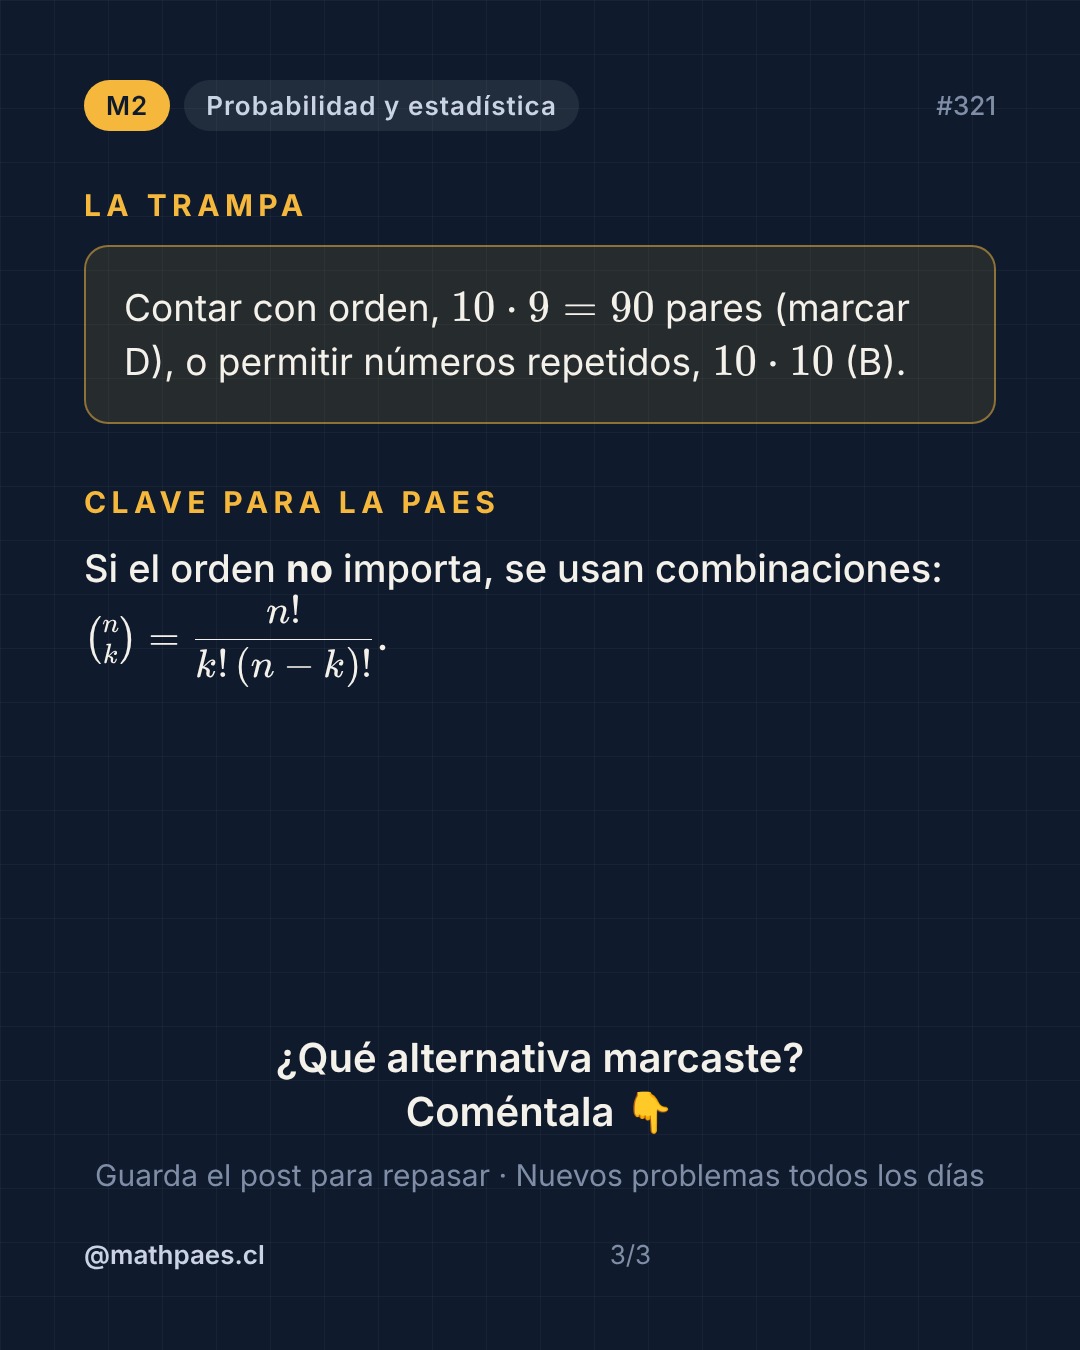 M2 Probabilidad y estadística #321
LA TRAMPA
Contar con orden, 10 · 9 = 90 pares (marcar
D), o permitir números repetidos, 10 · 10 (B).
CLAVE PARA LA PAES
Si el orden no importa, se usan combinaciones:
$\binom{n}{k} = \dfrac{n!}{k!\,(n-k)!}$.
¿Qué alternativa marcaste?
Coméntala 👇
Guarda el post para repasar · Nuevos problemas todos los días
@mathpaes.cl 3/3